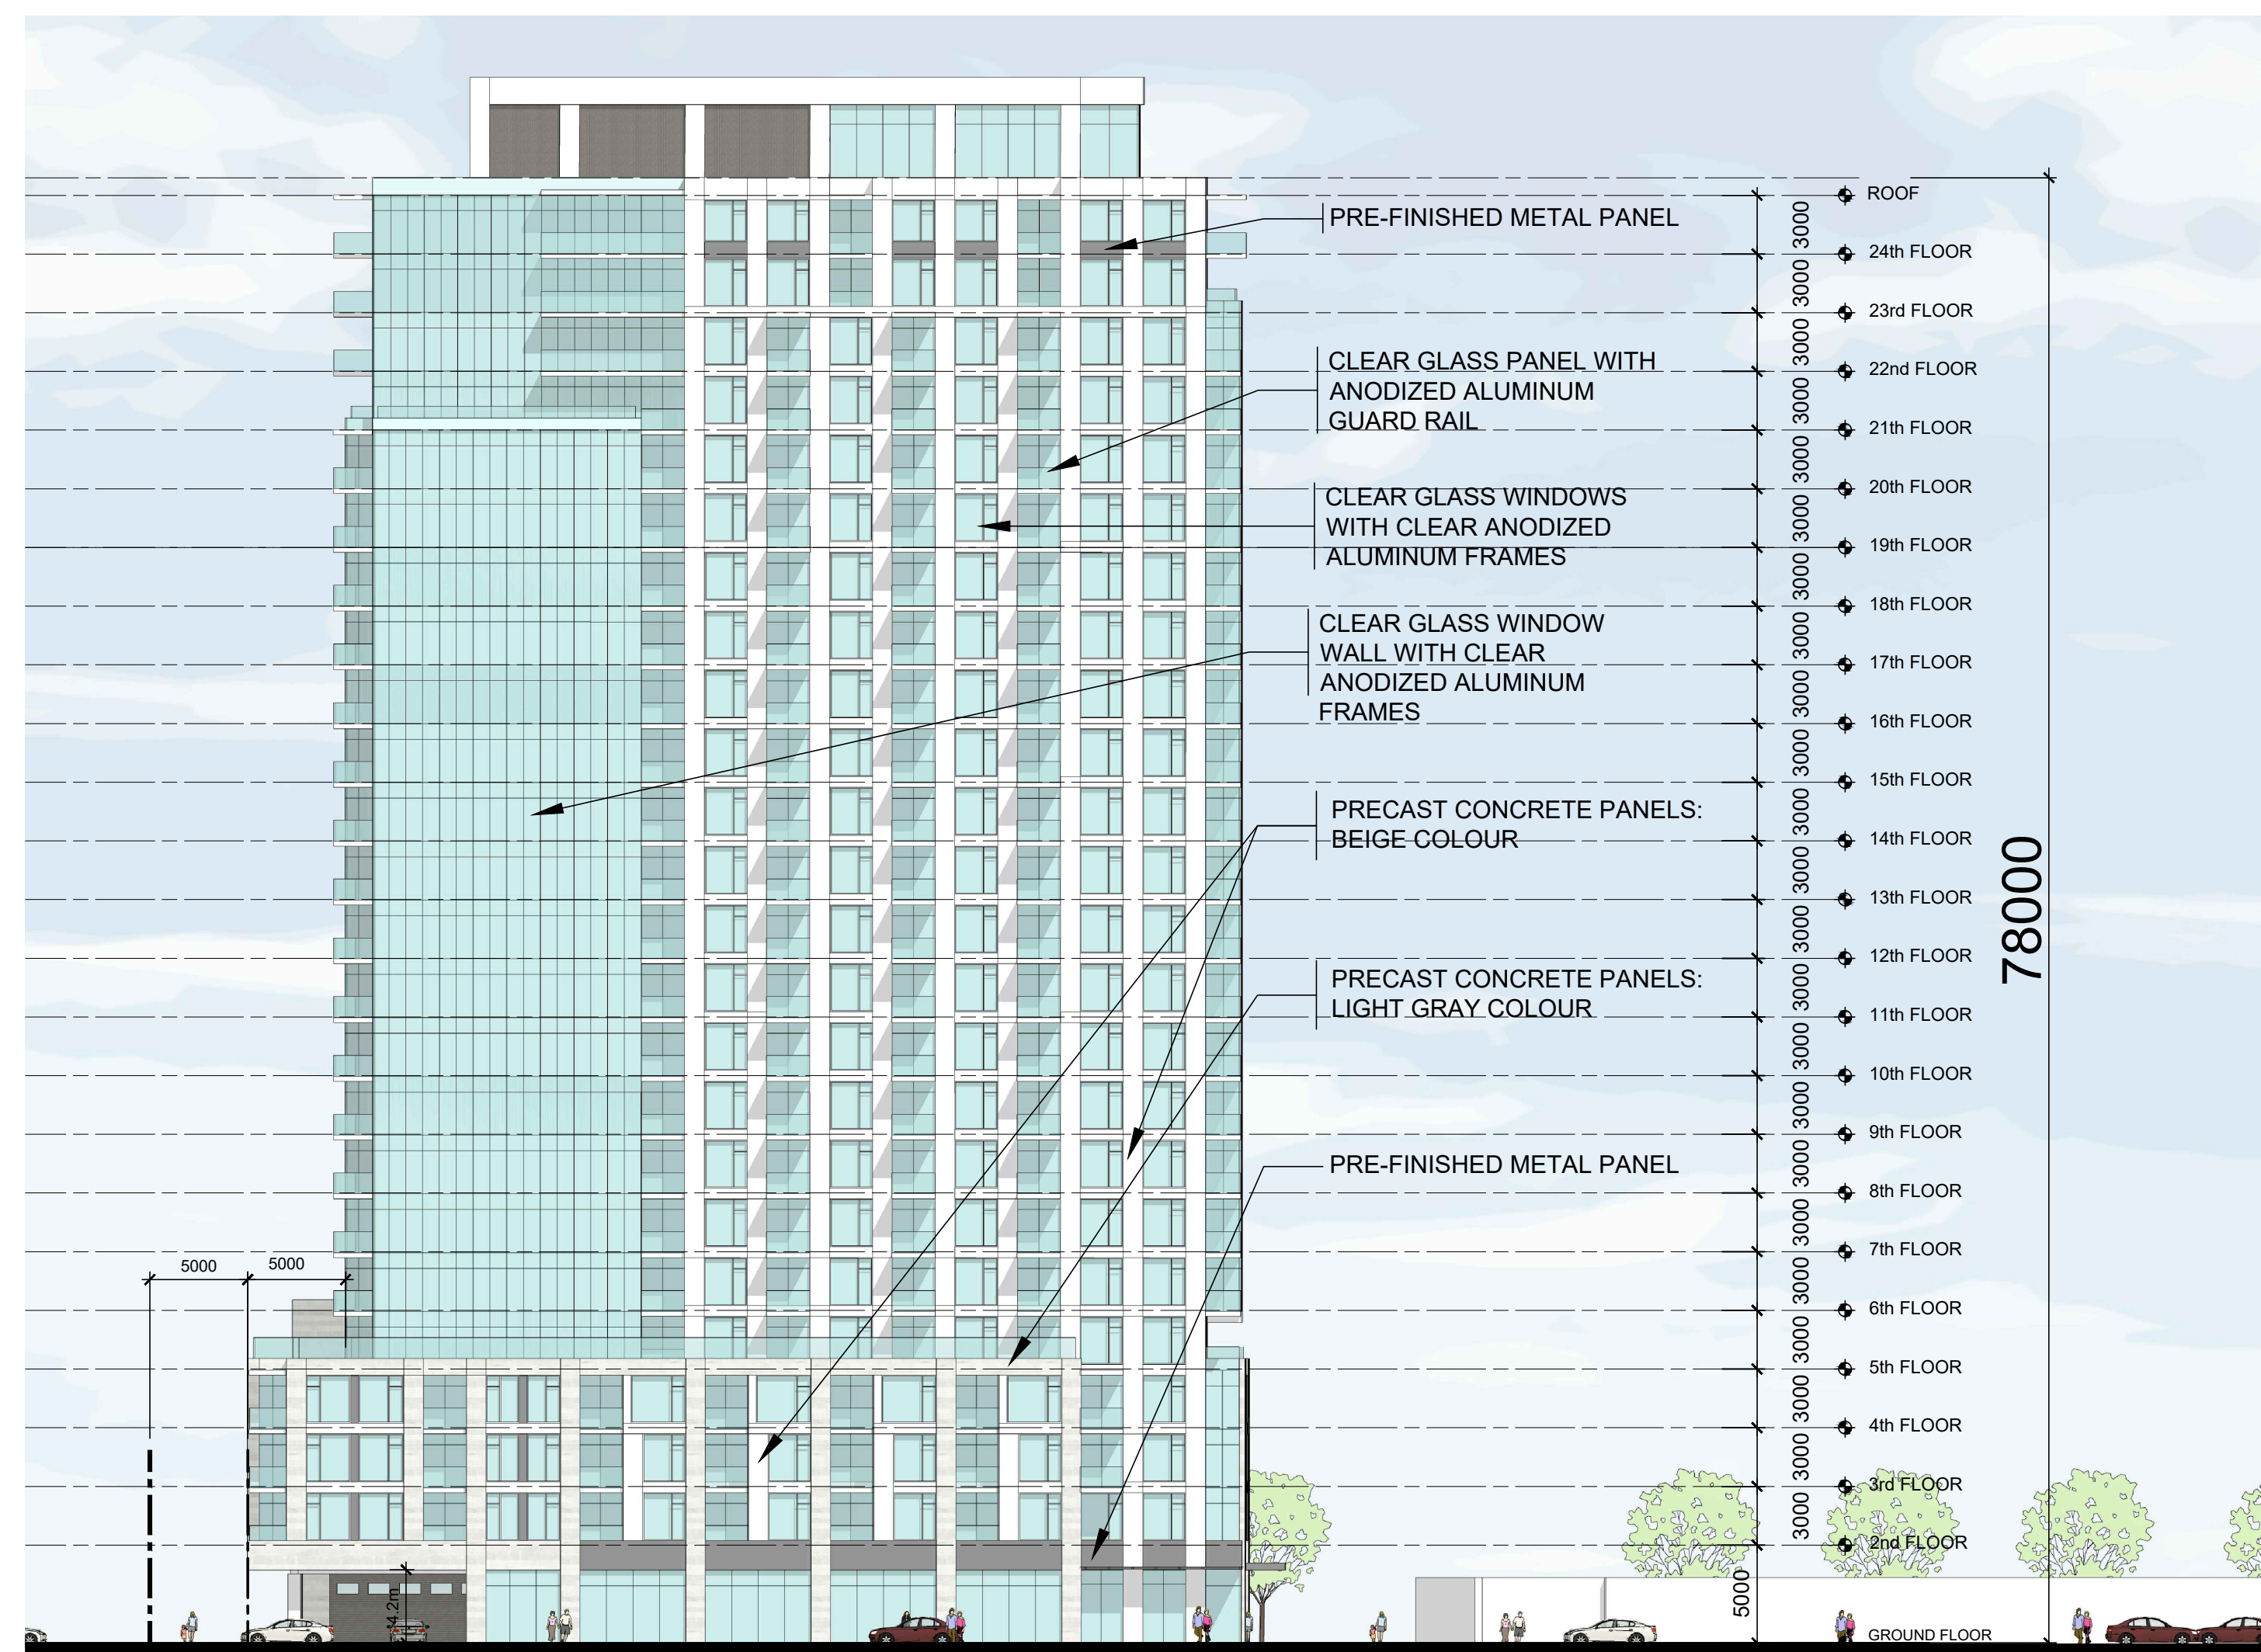 ROOF
3000
PRE-FINISHED METAL PANEL
24th FLOOR
3000
23rd FLOOR
3000
CLEAR GLASS PANEL WITH
ANODIZED ALUMINUM
GUARD RAIL
22nd FLOOR
3000
21th FLOOR
3000
20th FLOOR
CLEAR GLASS WINDOWS
WITH CLEAR ANODIZED
ALUMINUM FRAMES
3000
19th FLOOR
3000
18th FLOOR
CLEAR GLASS WINDOW
WALL WITH CLEAR
ANODIZED ALUMINUM
FRAMES
3000
17th FLOOR
3000
16th FLOOR
3000
15th FLOOR
PRECAST CONCRETE PANELS:
BEIGE COLOUR
3000
14th FLOOR
3000
13th FLOOR
78000
3000
12th FLOOR
PRECAST CONCRETE PANELS:
LIGHT GRAY COLOUR
3000
11th FLOOR
3000
10th FLOOR
3000
9th FLOOR
PRE-FINISHED METAL PANEL
3000
8th FLOOR
3000
7th FLOOR
5000 5000
3000
6th FLOOR
3000
5th FLOOR
3000
4th FLOOR
3000
3rd FLOOR
3000
2nd FLOOR
4.2m
5000
GROUND FLOOR